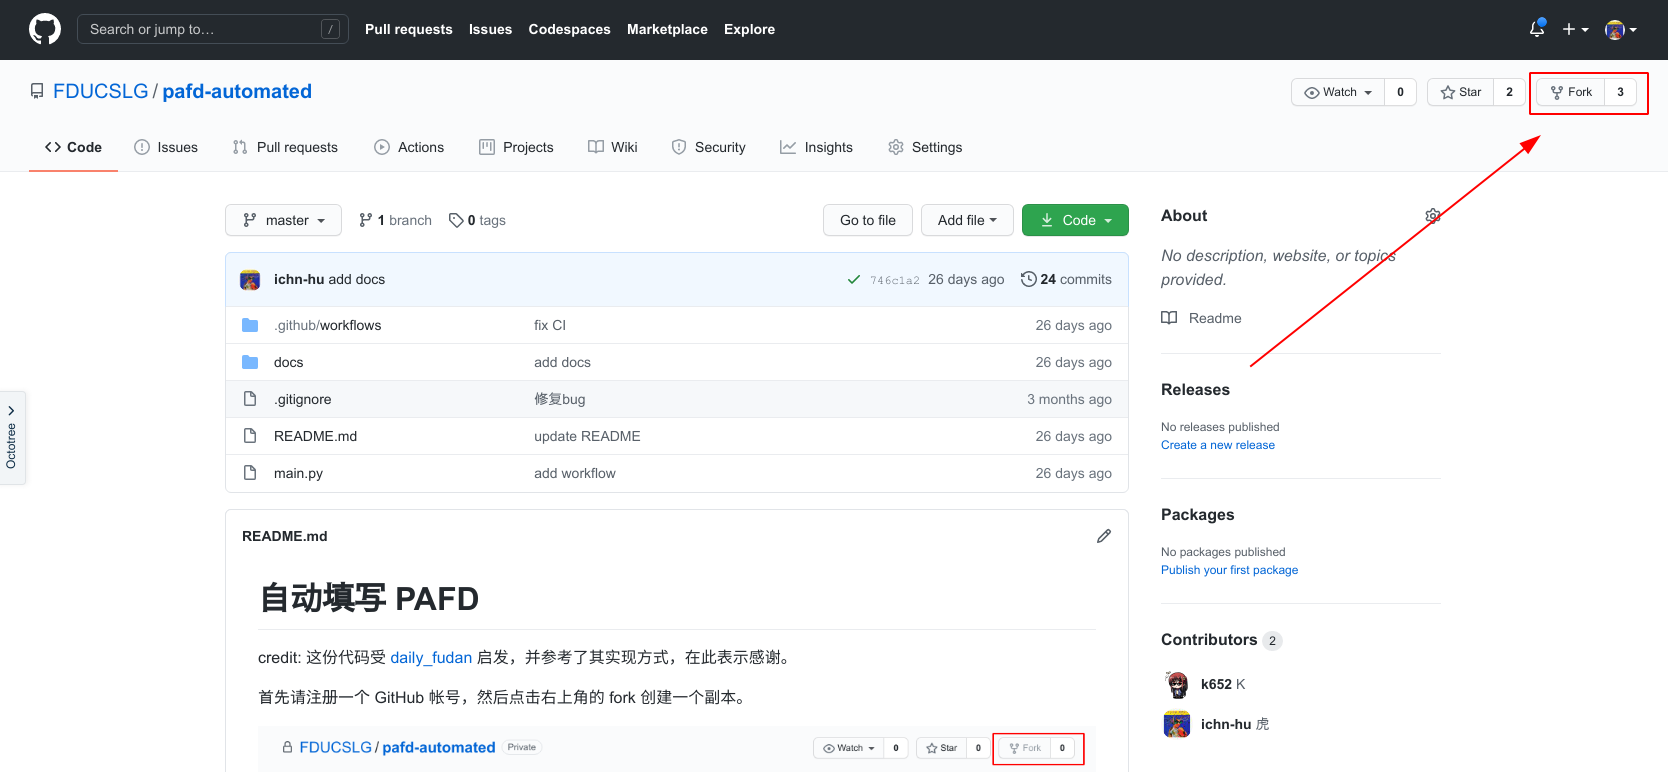 Search or jump to… /
Pull requests Issues Codespaces Marketplace Explore
FDUCSLG / pafd-automated
Watch 0 Star 2 Fork 3
Code Issues Pull requests Actions Projects Wiki Security Insights Settings
master 1 branch 0 tags Go to file Add file Code
ichn-hu add docs 746c1a2 26 days ago 24 commits
.github/workflows fix CI 26 days ago
docs add docs 26 days ago
.gitignore 修复bug 3 months ago
README.md update README 26 days ago
main.py add workflow 26 days ago
Octotree
README.md
自动填写 PAFD
credit: 这份代码受 daily_fudan 启发，并参考了其实现方式，在此表示感谢。
首先请注册一个 GitHub 帐号，然后点击右上角的 fork 创建一个副本。
FDUCSLG / pafd-automated Private Watch 0 Star 0 Fork 0
About
No description, website, or topics
provided.
Readme
Releases
No releases published
Create a new release
Packages
No packages published
Publish your first package
Contributors 2
k652 K
ichn-hu 虎